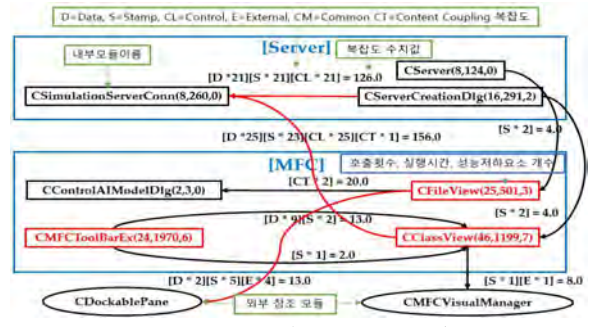 D=Data, S=Stamp, CL=Control, E=External, CM=Common CT=Content Coupling 복잡도
[Server]
내부모듈이름
복잡도 수치값
[D *21][S * 21][CL * 21] = 126.0
CServer(8,124,0)
CSimulationServerConn(8,260,0)
CServerCreationDlg(16,291,2)
[S * 2] = 4.0
[D *25][S * 23][CL * 25][CT * 1] = 156.0
[MFC]
호출횟수, 실행시간, 성능저하요소 개수
[CT * 2] = 20.0
CControlAIModelDlg(2,3,0)
CFileView(25,501,3)
[S * 2] = 4.0
[D * 9][S * 2] = 13.0
CMFCToolBarEx(24,1970,6)
CClassView(46,1199,7)
[S * 1] = 2.0
[D * 2][S * 5][E * 4] = 13.0
[S * 1][E * 1] = 8.0
CDockablePane
외부 참조 모듈
CMFCVisualManager